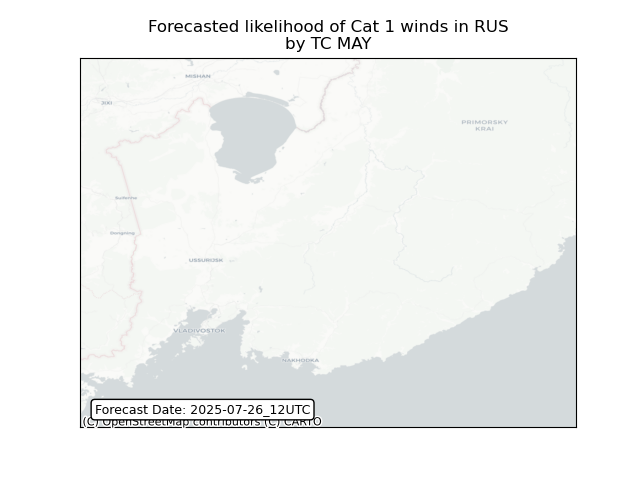 Forecasted likelihood of Cat 1 winds in RUS
by TC MAY
MISHAN
JIXI
PRIMORSKY
KRAI
Suifenhe
Dongning
USSURIYSK
VLADIVOSTOK
NAKHODKA
Forecast Date: 2025-07-26_12UTC
(C) OpenStreetMap contributors (C) CARTO